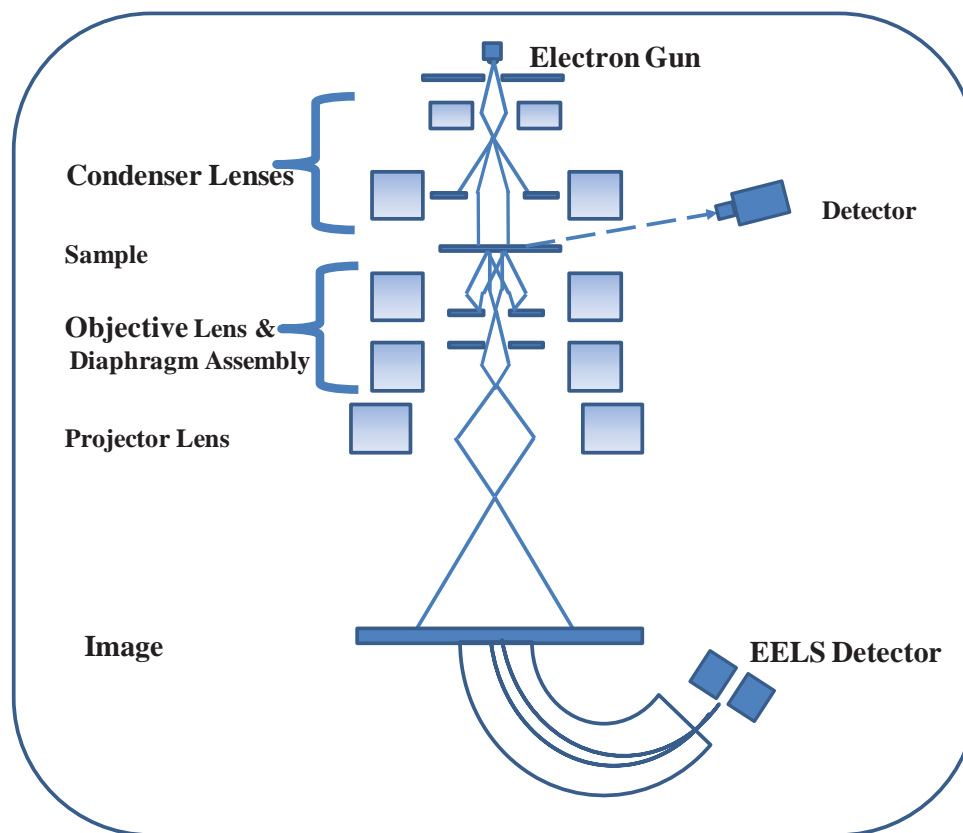 Electron Gun
Condenser Lenses
Detector
Sample
Objective Lens &
Diaphragm Assembly
Projector Lens
Image
EELS Detector